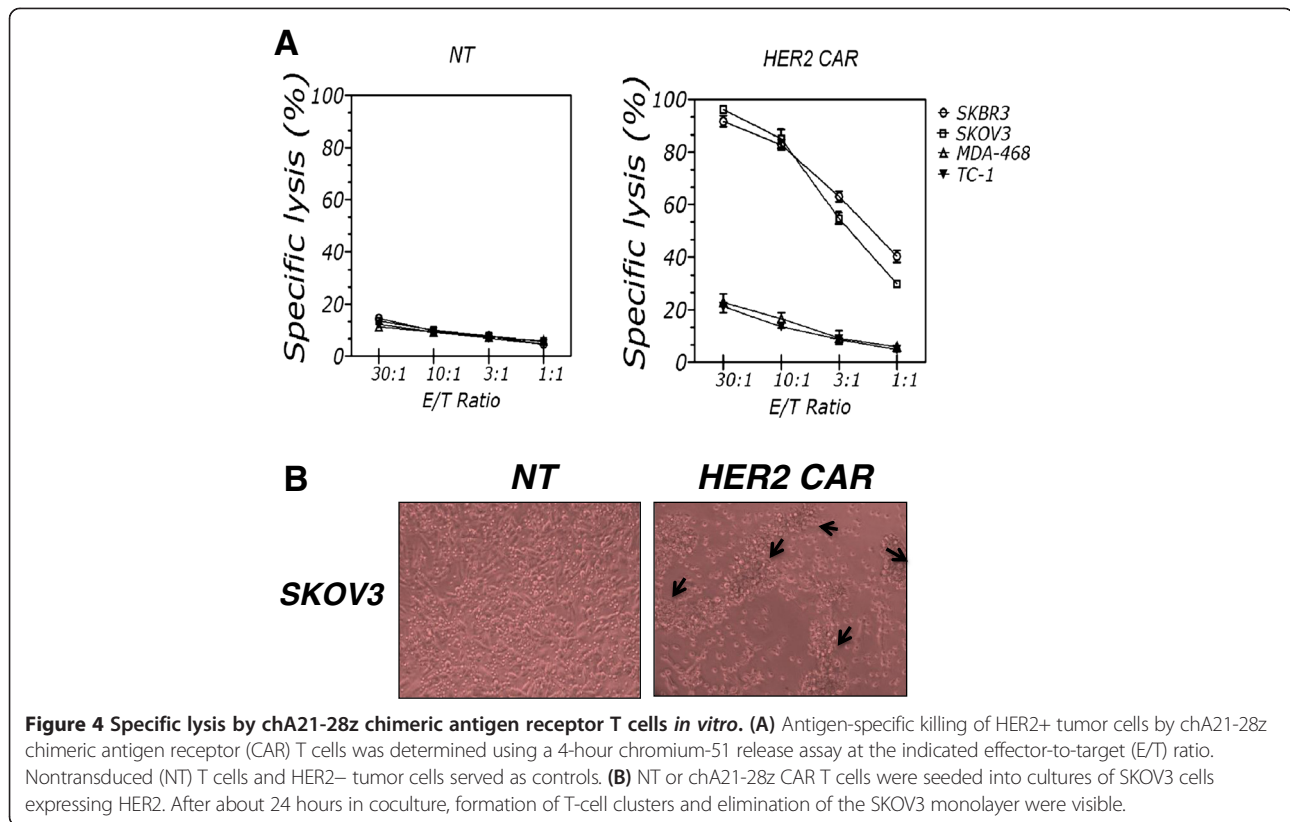 A
NT
HER2 CAR
Specific lysis (%)
100
80
60
40
20
0
30:1 10:1 3:1 1:1
E/T Ratio
Specific lysis (%)
100
80
60
40
20
0
30:1 10:1 3:1 1:1
E/T Ratio
SKBR3
SKOV3
MDA-468
TC-1
B
NT
HER2 CAR
SKOV3
Figure 4 Specific lysis by chA21-28z chimeric antigen receptor T cells in vitro. (A) Antigen-specific killing of HER2+ tumor cells by chA21-28z
chimeric antigen receptor (CAR) T cells was determined using a 4-hour chromium-51 release assay at the indicated effector-to-target (E/T) ratio.
Nontransduced (NT) T cells and HER2− tumor cells served as controls. (B) NT or chA21-28z CAR T cells were seeded into cultures of SKOV3 cells
expressing HER2. After about 24 hours in coculture, formation of T-cell clusters and elimination of the SKOV3 monolayer were visible.